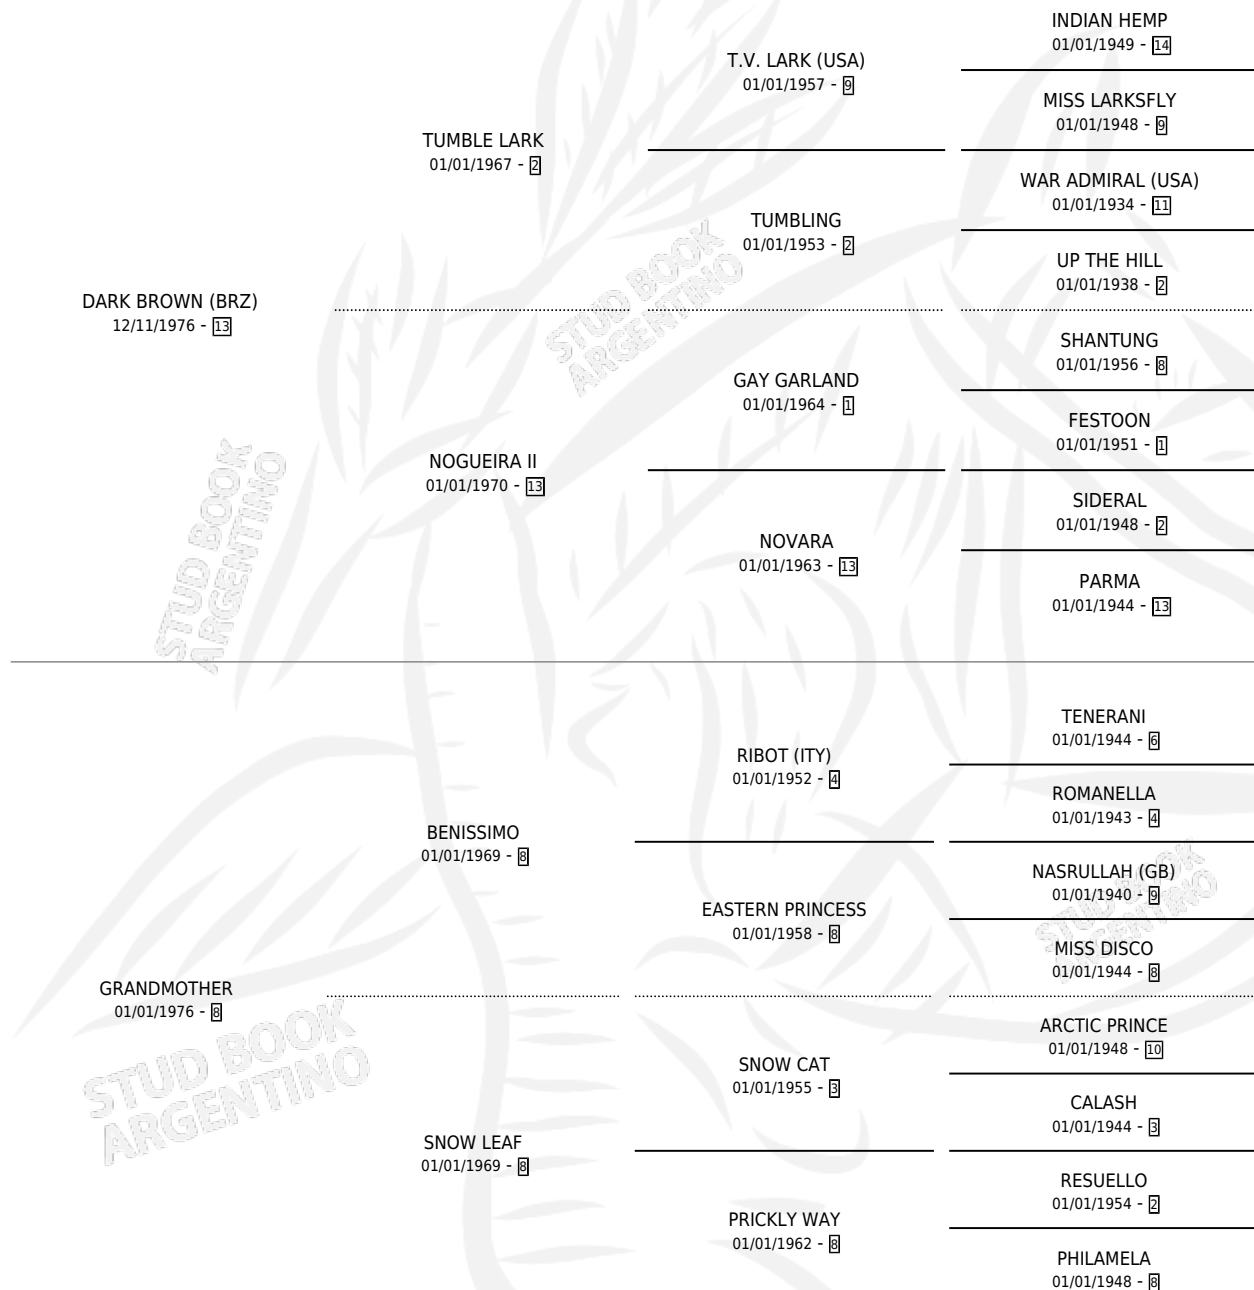 INDIAN HEMP
01/01/1949 - 14
T.V. LARK (USA)
01/01/1957 - 9
MISS LARKSFLY
01/01/1948 - 9
TUMBLE LARK
01/01/1967 - 2
WAR ADMIRAL (USA)
01/01/1934 - 11
TUMBLING
01/01/1953 - 2
UP THE HILL
01/01/1938 - 2
DARK BROWN (BRZ)
12/11/1976 - 13
STUD BOOK
ARGENTINO
SHANTUNG
01/01/1956 - 8
GAY GARLAND
01/01/1964 - 1
FESTOON
01/01/1951 - 1
NOGUEIRA II
01/01/1970 - 13
SIDERAL
01/01/1948 - 2
NOVARA
01/01/1963 - 13
PARMA
01/01/1944 - 13
STUD BOOK
ARGENTINO
TENERANI
01/01/1944 - 6
RIBOT (ITY)
01/01/1952 - 4
ROMANELLA
01/01/1943 - 4
BENISSIMO
01/01/1969 - 8
NASRULLAH (GB)
01/01/1940 - 9
EASTERN PRINCESS
01/01/1958 - 8
STUD BOOK
ARGENTINO
MISS DISCO
01/01/1944 - 8
GRANDMOTHER
01/01/1976 - 8
ARCTIC PRINCE
01/01/1948 - 10
STUD BOOK
ARGENTINO
SNOW CAT
01/01/1955 - 3
CALASH
01/01/1944 - 3
SNOW LEAF
01/01/1969 - 8
RESUELLO
01/01/1954 - 2
PRICKLY WAY
01/01/1962 - 8
PHILAMELA
01/01/1948 - 8